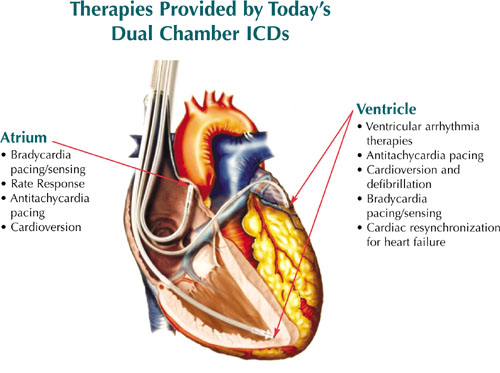 Therapies Provided by Today's
Dual Chamber ICDs
Atrium
• Bradycardia
pacing/sensing
• Rate Response
• Antitachycardia
pacing
• Cardioversion
Ventricle
• Ventricular arrhythmia
therapies
• Antitachycardia pacing
• Cardioversion and
defibrillation
• Bradycardia
pacing/sensing
• Cardiac resynchronization
for heart failure